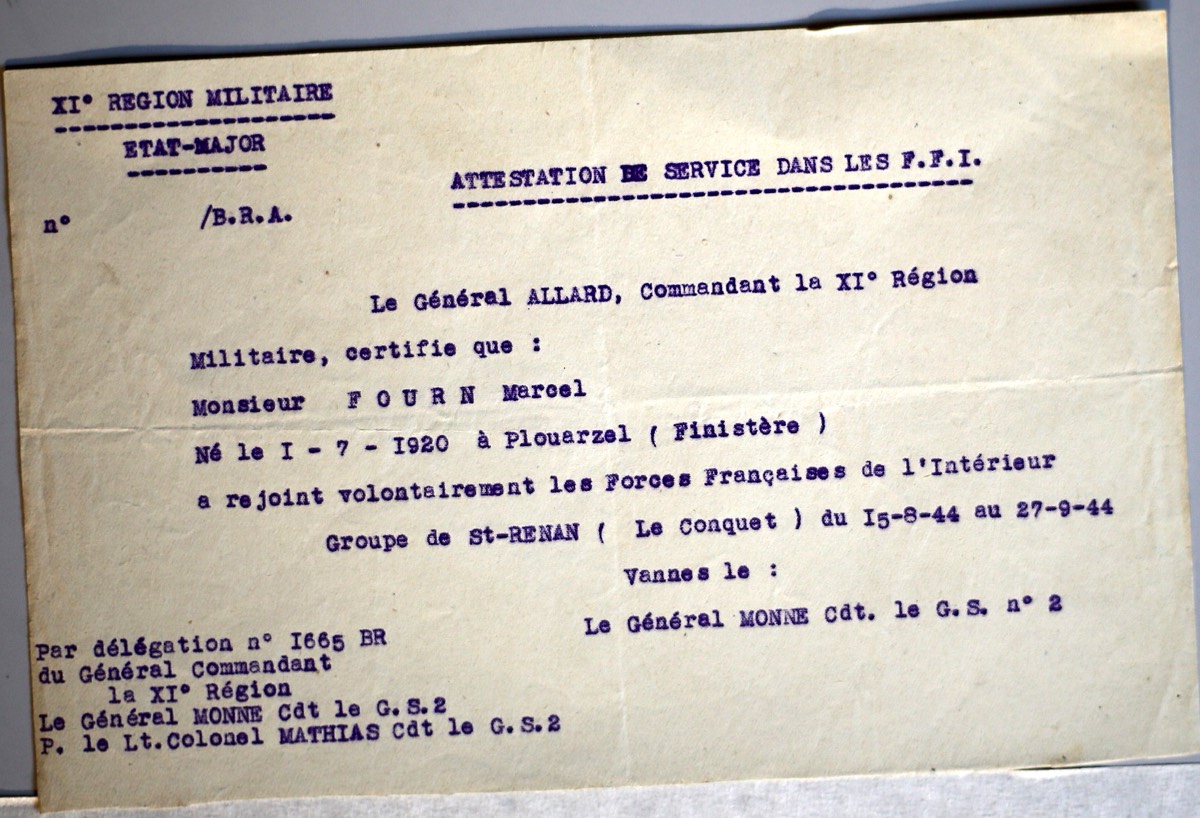 XI° REGION MILITAIRE
ETAT-MAJOR
ATTESTATION DE SERVICE DANS LES F.F.I.
n° /B.R.A.
Le Général ALLARD, Commandant la XI° Région
Militaire, certifie que :
Monsieur F O U R N Marcel
Né le I - 7 - I920 à Plouarzel ( Finistère )
a rejoint volontairement les Forces Françaises de l'Intérieur
Groupe de St-RENAN ( Le Conquet ) du I5-8-44 au 27-9-44
Vannes le :
Le Général MONNE Cdt. le G.S. n° 2
Par délégation n° I665 BR
du Général Commandant
la XI° Région
Le Général MONNE Cdt le G.S.2
P. le Lt.Colonel MATHIAS Cdt le G.S.2